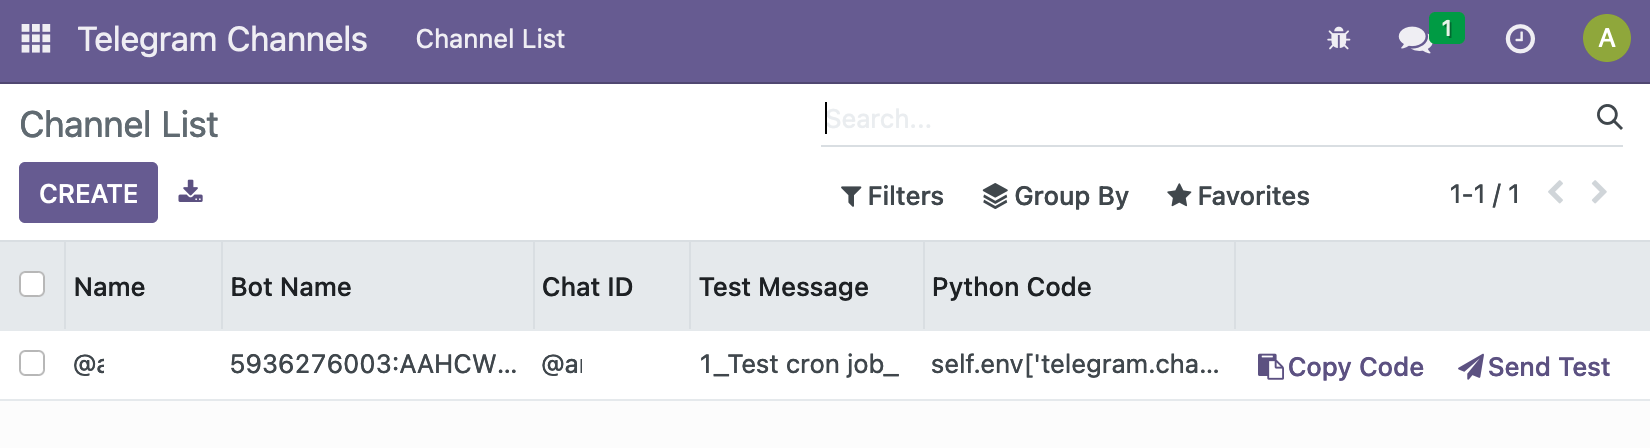 Telegram Channels Channel List 1 A
Channel List
Search...
CREATE
Filters Group By Favorites 1-1 / 1
Name Bot Name Chat ID Test Message Python Code
5936276003:AAHCW... 1_Test cron job_ self.env['telegram.cha... Copy Code Send Test